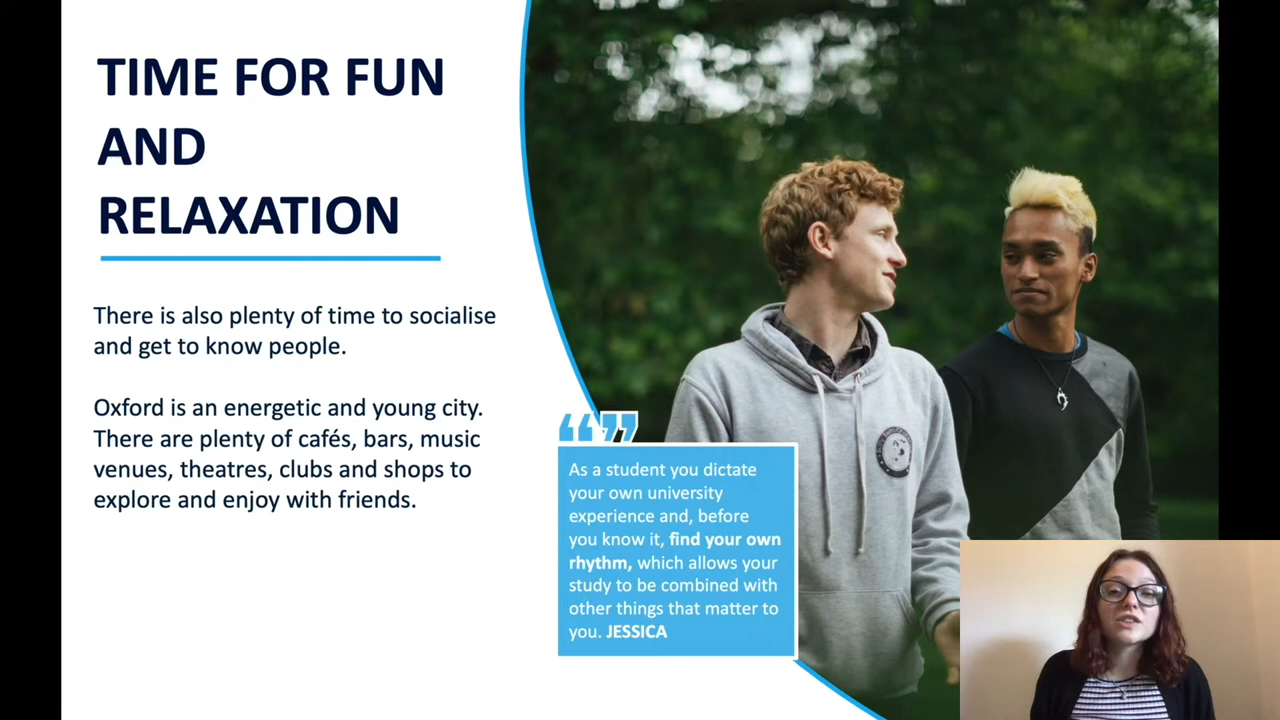 TIME FOR FUN
AND
RELAXATION
There is also plenty of time to socialise
and get to know people.
Oxford is an energetic and young city.
There are plenty of cafés, bars, music
venues, theatres, clubs and shops to
explore and enjoy with friends.
As a student you dictate
your own university
experience and, before
you know it, find your own
rhythm, which allows your
study to be combined with
other things that matter to
you. JESSICA